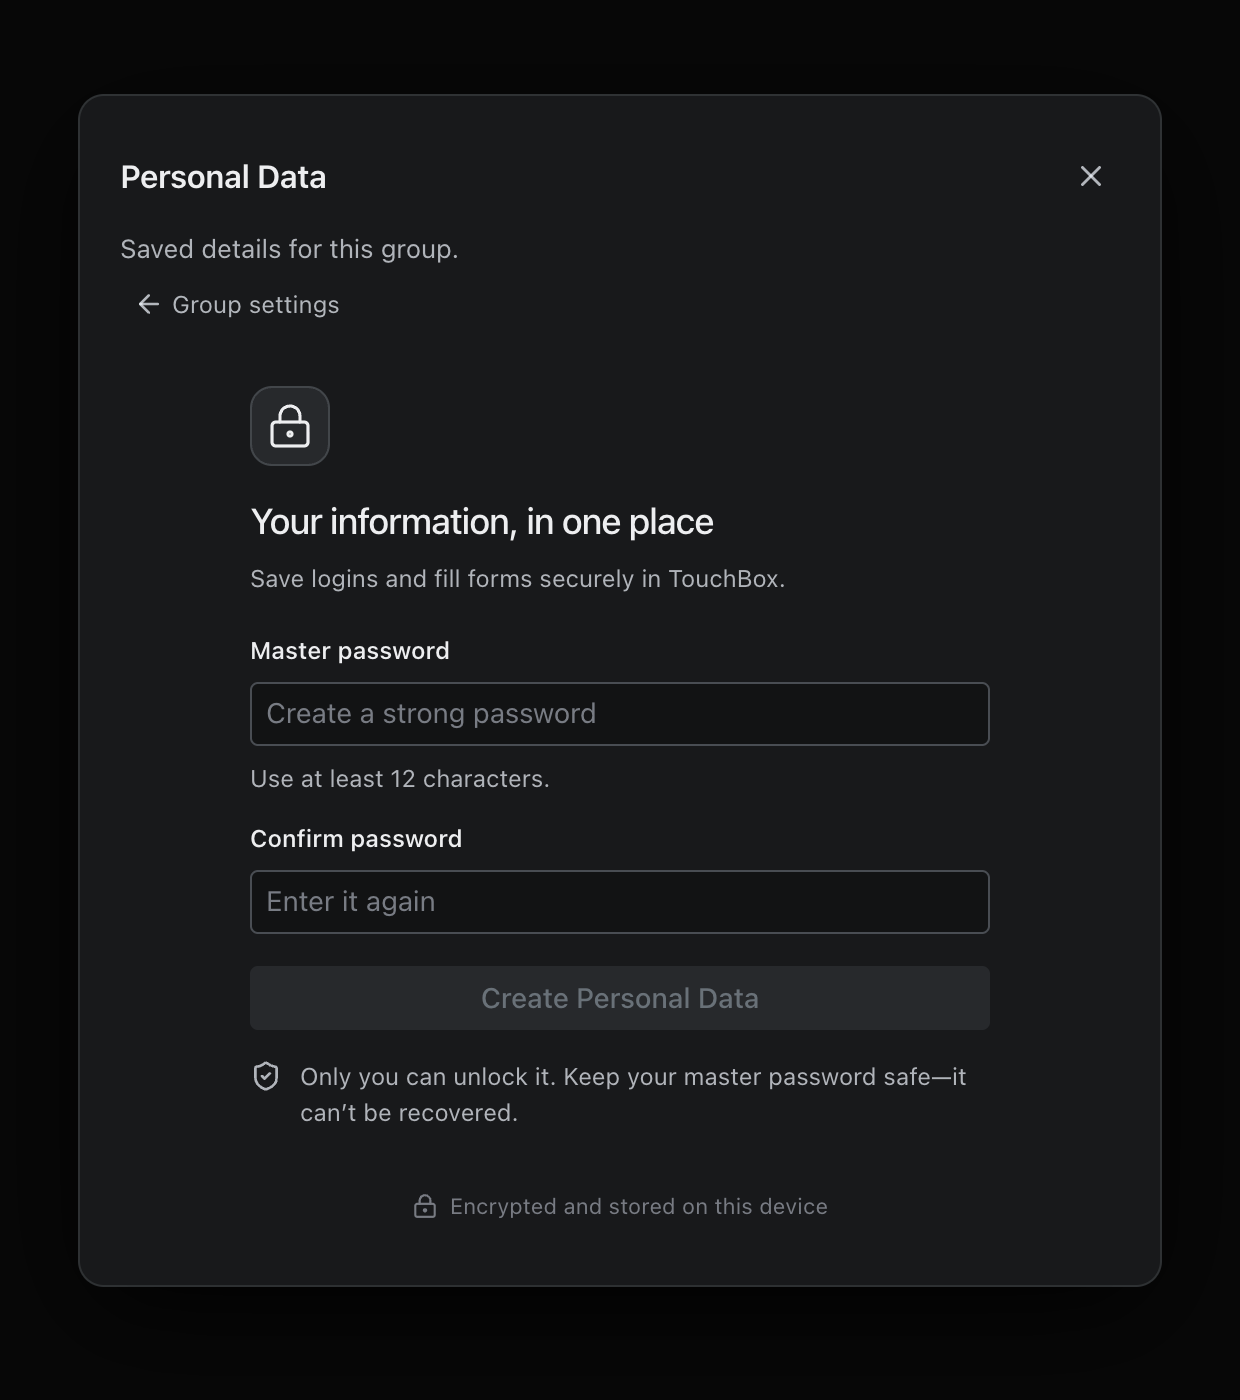 Personal Data
Saved details for this group.
Group settings
Your information, in one place
Save logins and fill forms securely in TouchBox.
Master password
Create a strong password
Use at least 12 characters.
Confirm password
Enter it again
Create Personal Data
Only you can unlock it. Keep your master password safe—it
can’t be recovered.
Encrypted and stored on this device